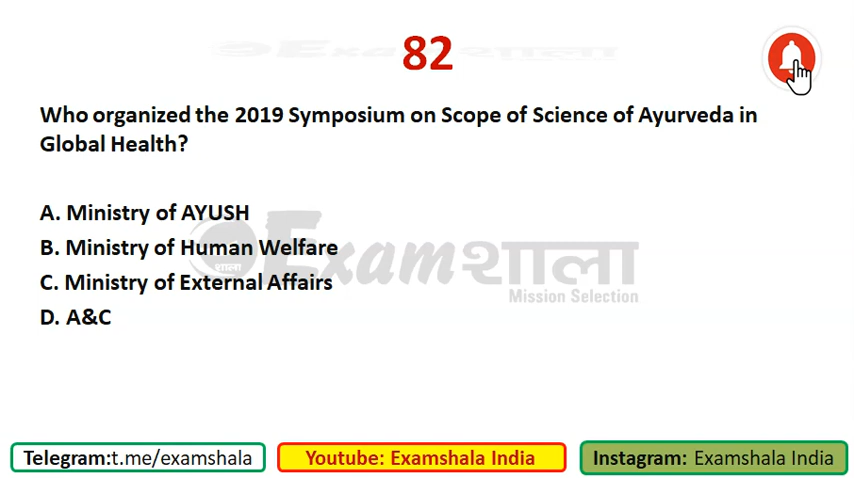 Examशाला
82
Who organized the 2019 Symposium on Scope of Science of Ayurveda in
Global Health?
A. Ministry of AYUSH
B. Ministry of Human Welfare
शाला Examशाला
C. Ministry of External Affairs
Mission Selection
D. A&C
Telegram:t.me/examshala
Youtube: Examshala India
Instagram: Examshala India